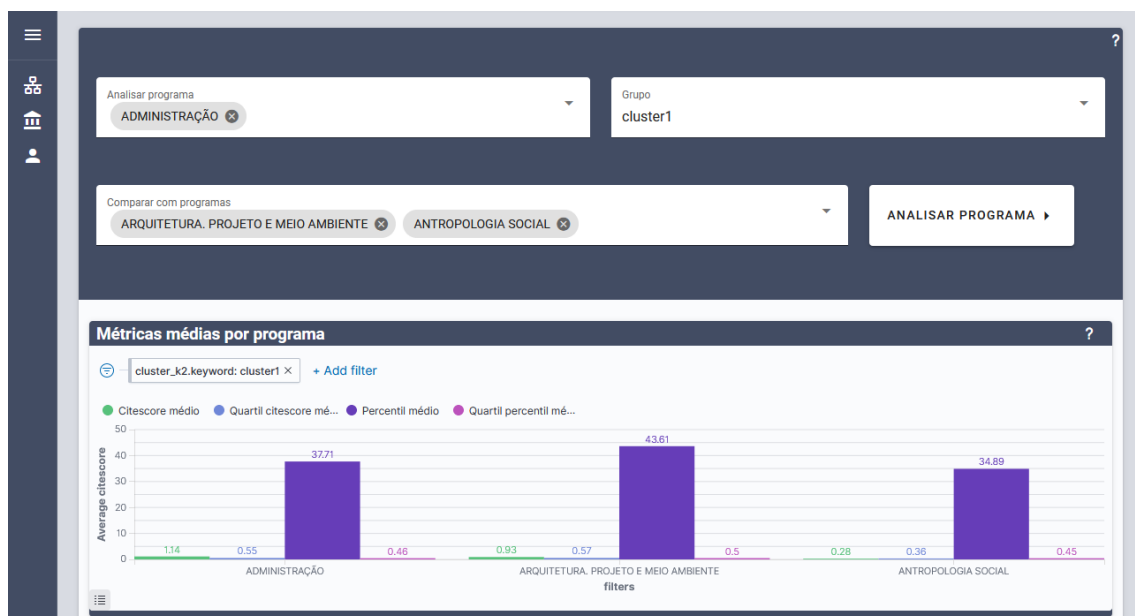 ?
Analisar programa
ADMINISTRAÇÃO
Grupo
cluster1
Comparar com programas
ARQUITETURA. PROJETO E MEIO AMBIENTE ANTROPOLOGIA SOCIAL
ANALISAR PROGRAMA
Métricas médias por programa ?
cluster_k2.keyword: cluster1 × + Add filter
Citescore médio Quartil citescore mé... Percentil médio Quartil percentil mé...
Average citescore
50
40
30
20
10
0
1.14 0.55 37.71 0.46
0.93 0.57 43.61 0.5
0.28 0.36 34.89 0.45
ADMINISTRAÇÃO ARQUITETURA. PROJETO E MEIO AMBIENTE ANTROPOLOGIA SOCIAL
filters